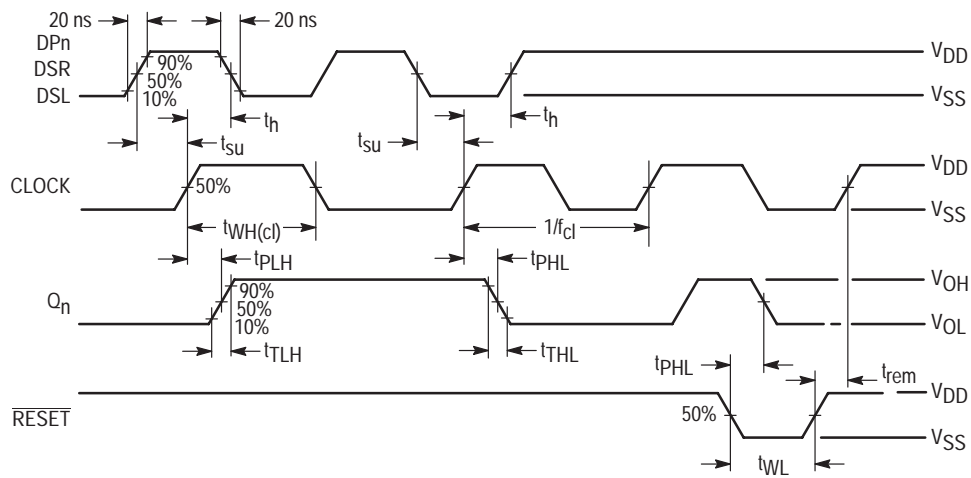 20 ns 20 ns
DPn
DSR
DSL
90%
50%
10%
VDD
VSS
th
tsu
tsu
th
CLOCK
50%
VDD
VSS
tWH(cl)
1/fcl
tPLH
tPHL
Qn
90%
50%
10%
VOH
VOL
tTLH
tTHL
tPHL
trem
RESET
50%
VDD
VSS
tWL